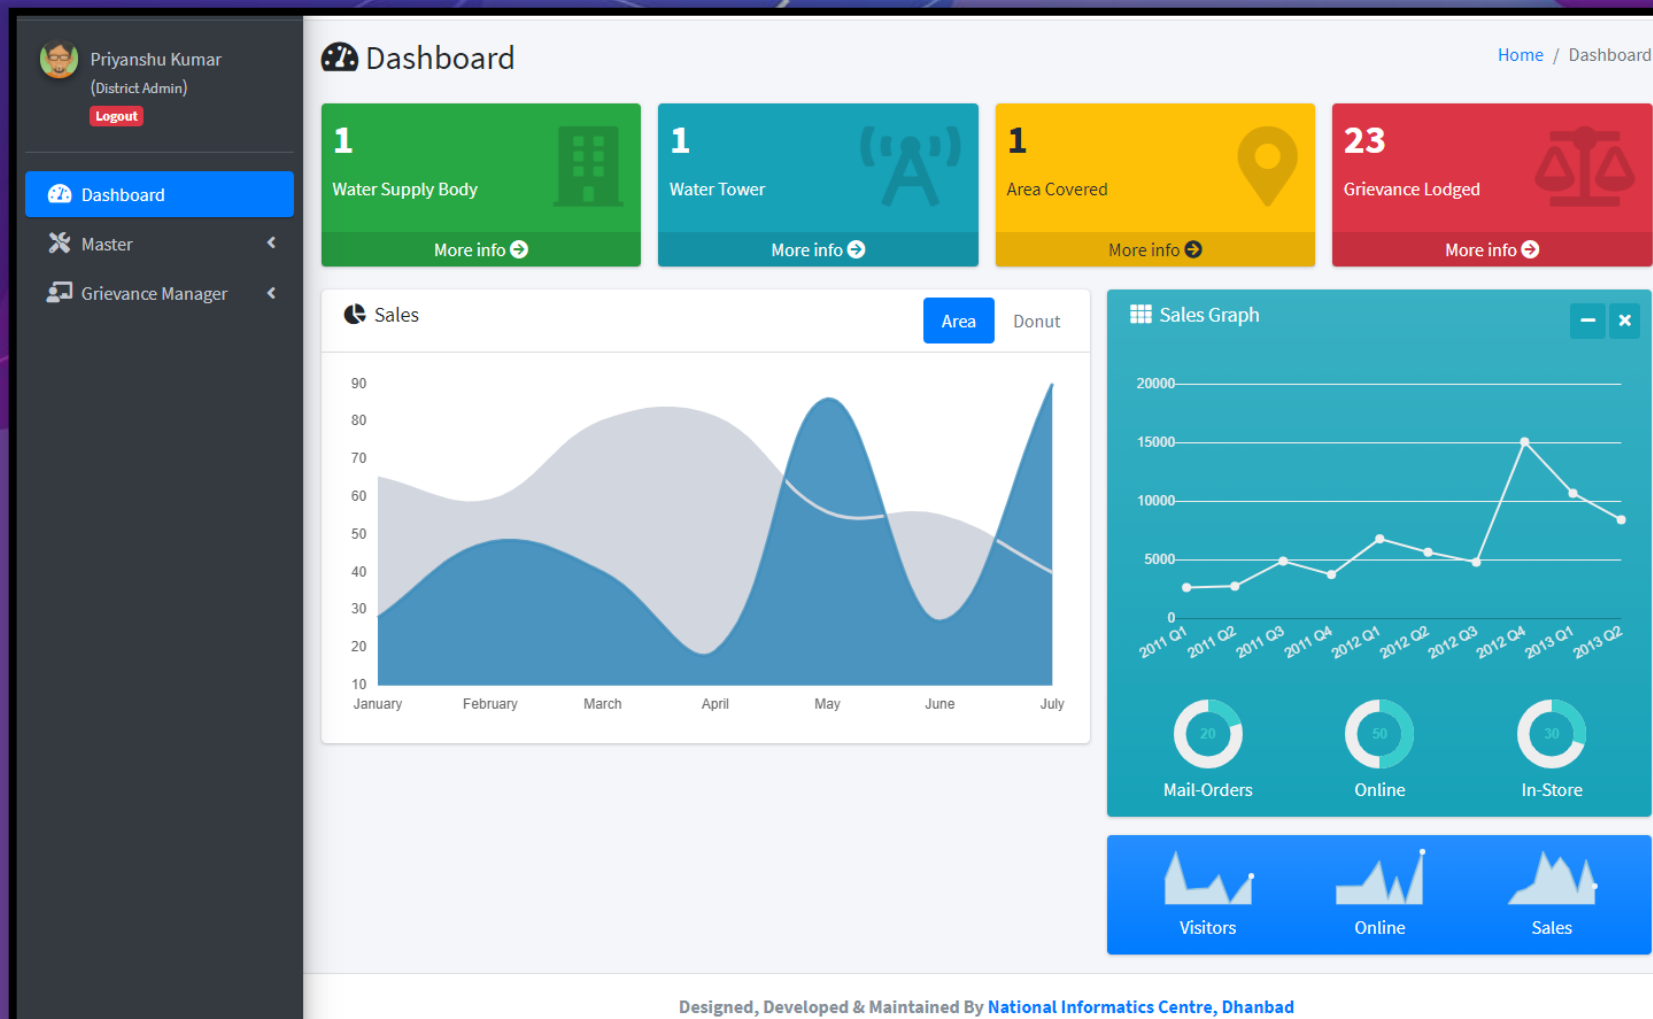 Priyanshu Kumar
(District Admin)
Logout
Dashboard
Master
Grievance Manager
Dashboard
Home / Dashboard
1
Water Supply Body
More info
1
Water Tower
More info
1
Area Covered
More info
23
Grievance Lodged
More info
Sales
Area Donut
90
80
70
60
50
40
30
20
10
January February March April May June July
Sales Graph
20000
15000
10000
5000
0
2011 Q1 2011 Q2 2011 Q3 2011 Q4 2012 Q1 2012 Q2 2012 Q3 2012 Q4 2013 Q1 2013 Q2
20 50 30
Mail-Orders Online In-Store
Visitors Online Sales
Designed, Developed & Maintained By National Informatics Centre, Dhanbad